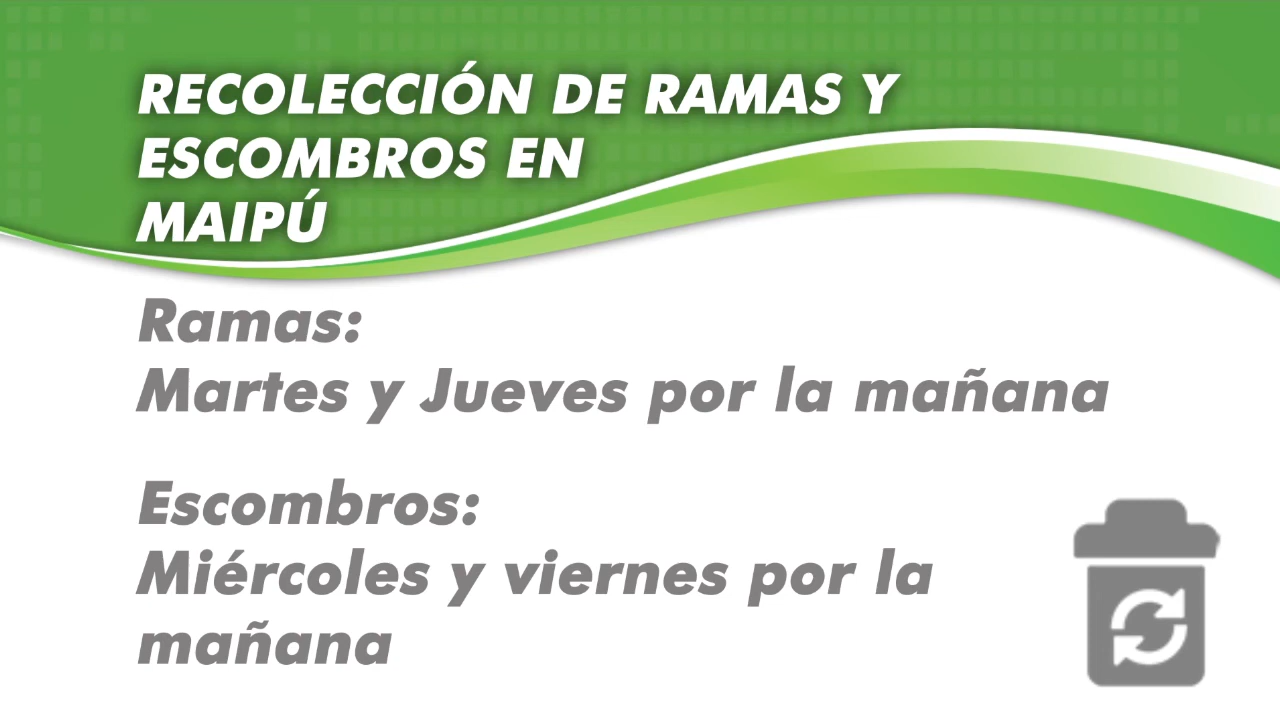 RECOLECCIÓN DE RAMAS Y
ESCOMBROS EN
MAIPÚ
Ramas:
Martes y Jueves por la mañana
Escombros:
Miércoles y viernes por la
mañana